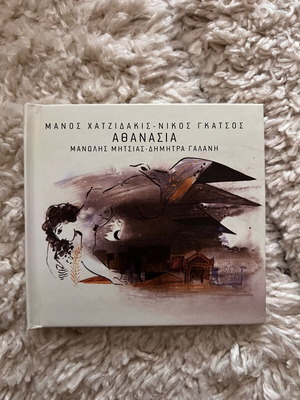 ΜΑΝΟΣ ΧΑΤΖΙΔΑΚΙΣ-ΝΙΚΟΣ ΓΚΑΤΣΟΣ
ΑΘΑΝΑΣΙΑ
ΜΑΝΩΛΗΣ ΜΗΤΣΙΑΣ-ΔΗΜΗΤΡΑ ΓΑΛΑΝΗ